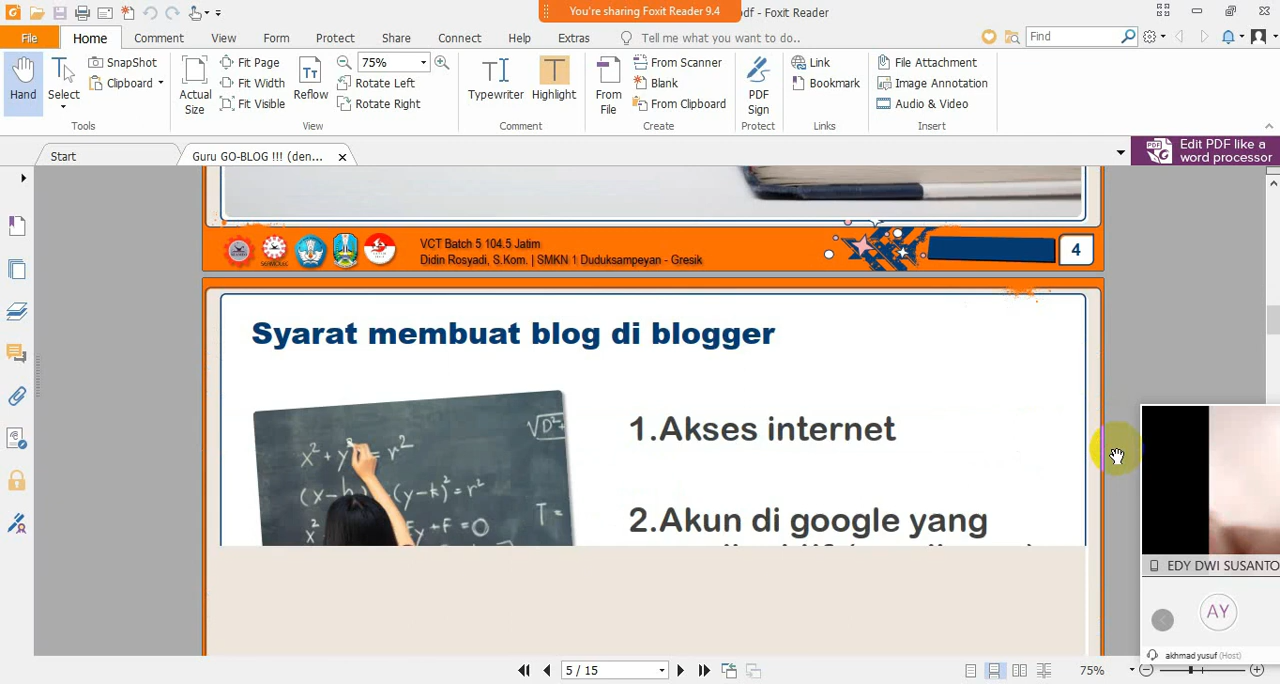 You're sharing Foxit Reader 9.4
df - Foxit Reader
File
Home
Comment
View
Form
Protect
Share
Connect
Help
Extras
Tell me what you want to do..
Find
Hand
Select
SnapShot
Clipboard
Tools
Actual Size
Fit Page
Fit Width
Fit Visible
Reflow
75%
Rotate Left
Rotate Right
View
Typewriter
Highlight
Comment
From File
From Scanner
Blank
From Clipboard
Create
PDF Sign
Protect
Link
Bookmark
Links
File Attachment
Image Annotation
Audio & Video
Insert
Start
Guru GO-BLOG !!! (den...
Edit PDF like a
word processor
VCT Batch 5 104.5 Jatim
Didin Rosyadi, S.Kom. | SMKN 1 Duduksampeyan - Gresik
4
Syarat membuat blog di blogger
1.Akses internet
2.Akun di google yang
EDY DWI SUSANTO
AY
akhmad yusuf (Host)
5 / 15
75%